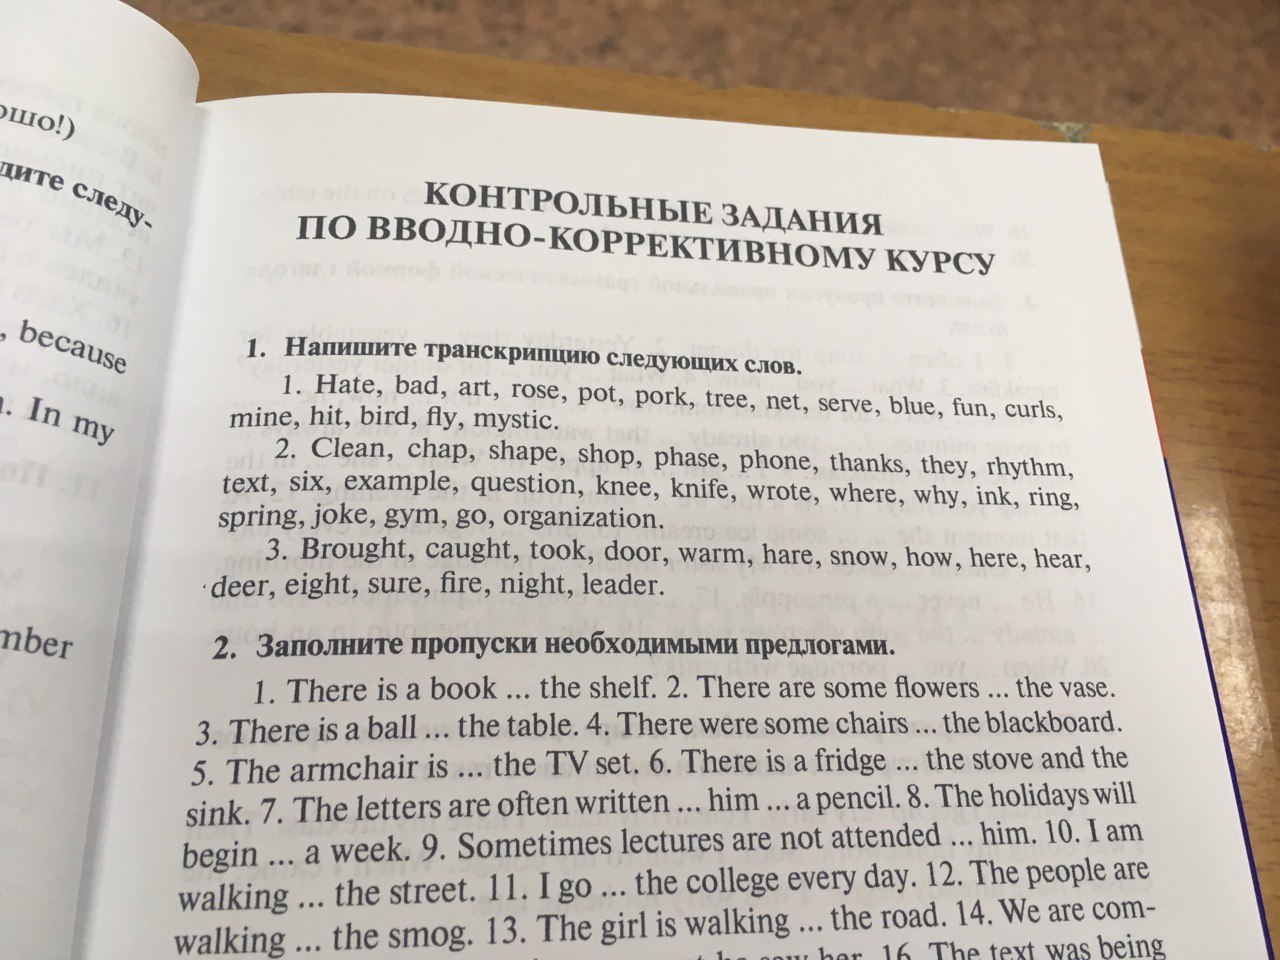 ошо!)
дите следу-
, because
. In my
mber
КОНТРОЛЬНЫЕ ЗАДАНИЯ
ПО ВВОДНО-КОРРЕКТИВНОМУ КУРСУ
1. Напишите транскрипцию следующих слов.
1. Hate, bad, art, rose, pot, pork, tree, net, serve, blue, fun, curls,
mine, hit, bird, fly, mystic.
2. Clean, chap, shape, shop, phase, phone, thanks, they, rhythm,
text, six, example, question, knee, knife, wrote, where, why, ink, ring,
spring, joke, gym, go, organization.
3. Brought, caught, took, door, warm, hare, snow, how, here, hear,
deer, eight, sure, fire, night, leader.
2. Заполните пропуски необходимыми предлогами.
1. There is a book ... the shelf. 2. There are some flowers ... the vase.
3. There is a ball ... the table. 4. There were some chairs ... the blackboard.
5. The armchair is ... the TV set. 6. There is a fridge ... the stove and the
sink. 7. The letters are often written ... him ... a pencil. 8. The holidays will
begin ... a week. 9. Sometimes lectures are not attended ... him. 10. I am
walking ... the street. 11. I go ... the college every day. 12. The people are
walking ... the smog. 13. The girl is walking ... the road. 14. We are com-
he saw her. 16. The text was being